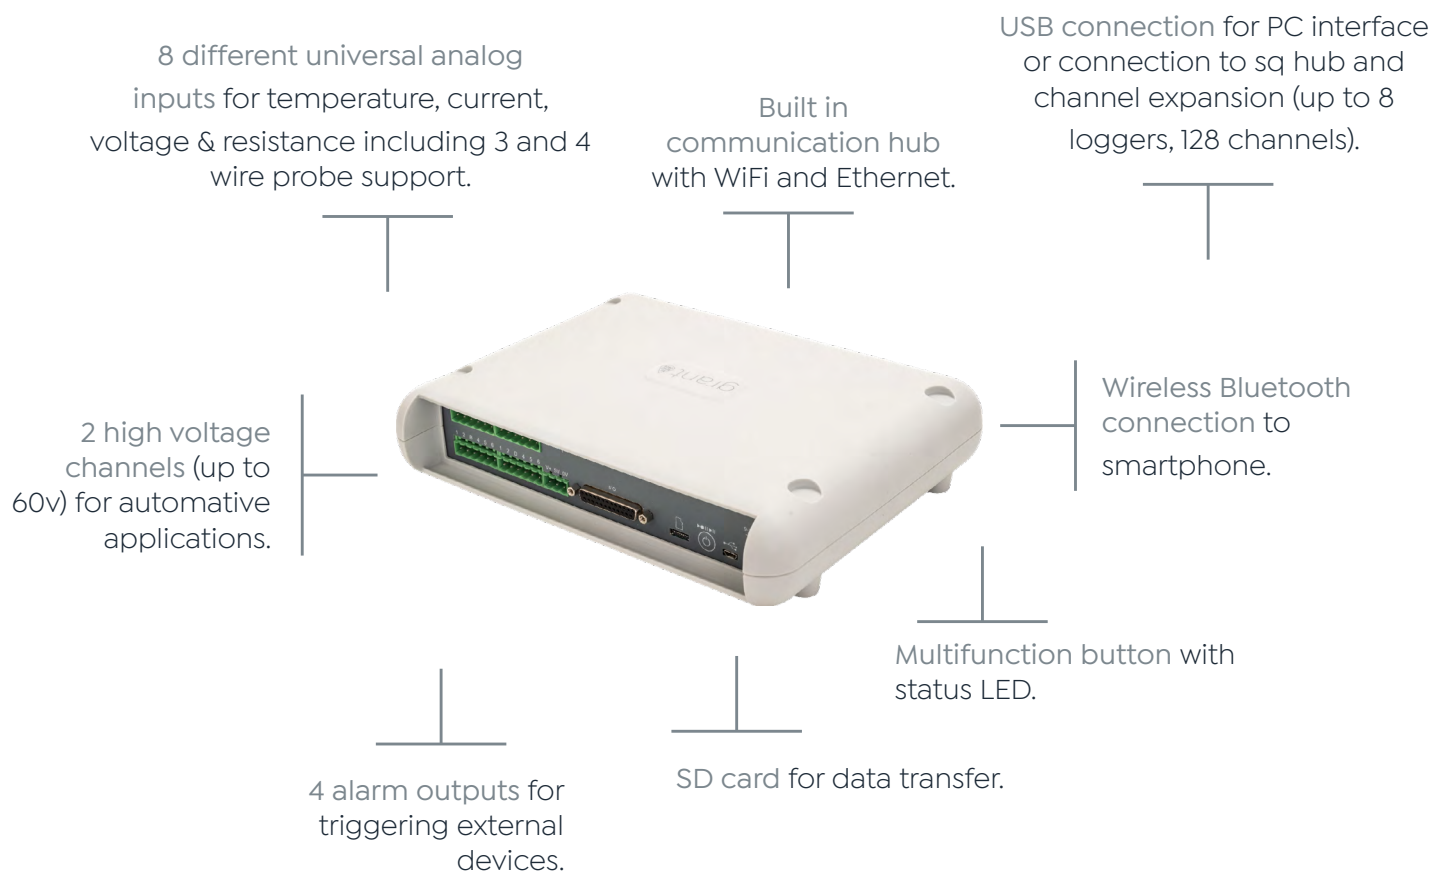 8 different universal analog
inputs for temperature, current,
voltage & resistance including 3 and 4
wire probe support.
Built in
communication hub
with WiFi and Ethernet.
USB connection for PC interface
or connection to sq hub and
channel expansion (up to 8
loggers, 128 channels).
grant
2 high voltage
channels (up to
60v) for automative
applications.
Wireless Bluetooth
connection to
smartphone.
Multifunction button with
status LED.
SD card for data transfer.
4 alarm outputs for
triggering external
devices.